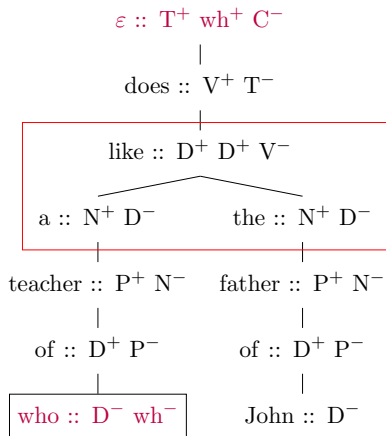 ε :: T⁺ wh⁺ C⁻
does :: V⁺ T⁻
like :: D⁺ D⁺ V⁻
a :: N⁺ D⁻ the :: N⁺ D⁻
teacher :: P⁺ N⁻ father :: P⁺ N⁻
of :: D⁺ P⁻ of :: D⁺ P⁻
who :: D⁻ wh⁻ John :: D⁻